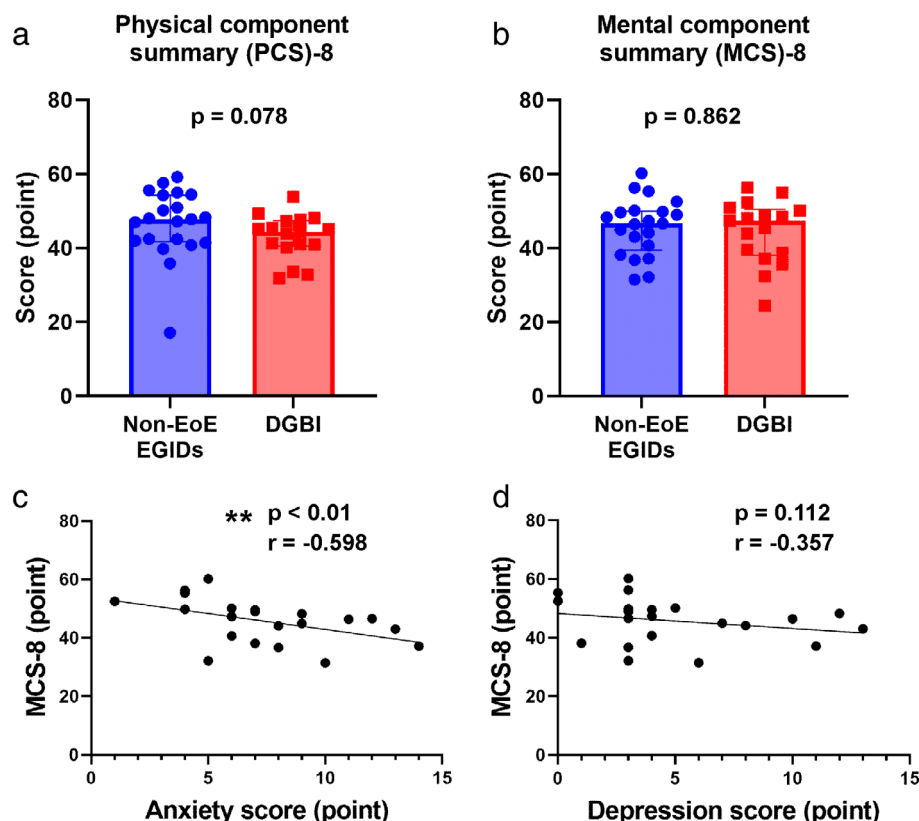 a
Physical component
summary (PCS)-8
80
60
40
20
0
Score (point)
p = 0.078
Non-EoE
EGIDs
DGBI
b
Mental component
summary (MCS)-8
80
60
40
20
0
Score (point)
p = 0.862
Non-EoE
EGIDs
DGBI
c
80
60
40
20
0
MCS-8 (point)
** p < 0.01
r = -0.598
0 5 10 15
Anxiety score (point)
d
80
60
40
20
0
MCS-8 (point)
p = 0.112
r = -0.357
0 5 10 15
Depression score (point)